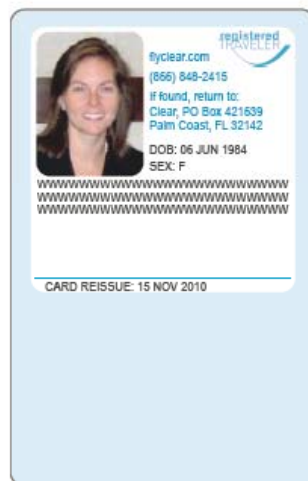 registered
TRAVELER
flyclear.com
(866) 848-2415
If found, return to:
Clear, PO Box 421539
Palm Coast, FL 32142
DOB: 06 JUN 1984
SEX: F
CARD REISSUE: 15 NOV 2010